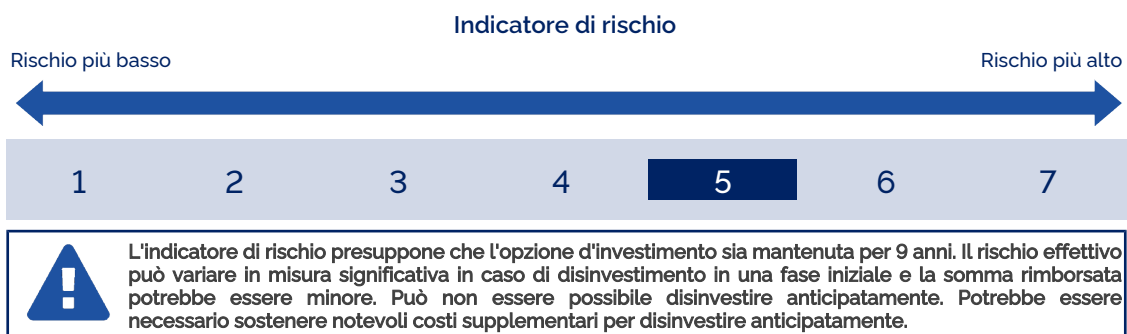 Indicatore di rischio
Rischio più basso Rischio più alto
1 2 3 4 5 6 7
L'indicatore di rischio presuppone che l'opzione d'investimento sia mantenuta per 9 anni. Il rischio effettivo
può variare in misura significativa in caso di disinvestimento in una fase iniziale e la somma rimborsata
potrebbe essere minore. Può non essere possibile disinvestire anticipatamente. Potrebbe essere
necessario sostenere notevoli costi supplementari per disinvestire anticipatamente.